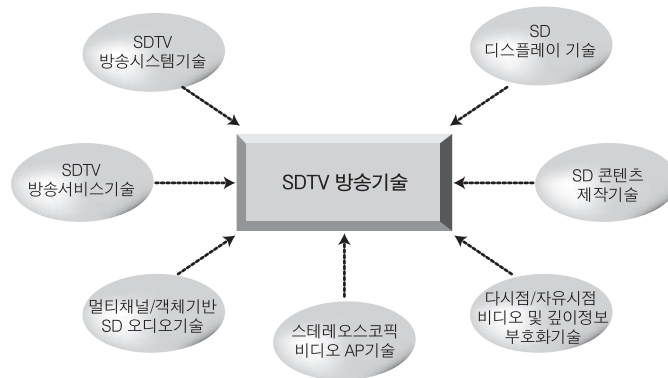 SDTV
방송시스템기술
SD
디스플레이 기술
SDTV
방송서비스기술
SDTV 방송기술
SD 콘텐츠
제작기술
멀티채널/객체기반
SD 오디오기술
스테레오스코픽
비디오 AP기술
다시점/자유시점
비디오 및 깊이정보
부호화기술